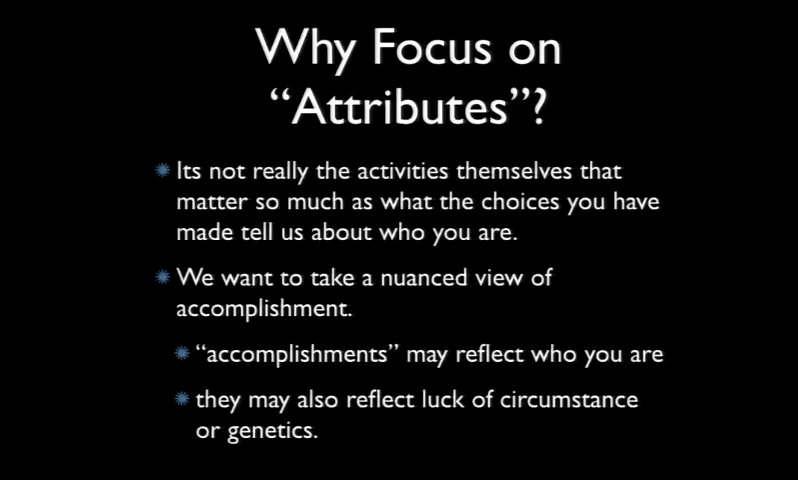 Why Focus on
“Attributes”?
Its not really the activities themselves that
matter so much as what the choices you have
made tell us about who you are.
We want to take a nuanced view of
accomplishment.
“accomplishments” may reflect who you are
they may also reflect luck of circumstance
or genetics.